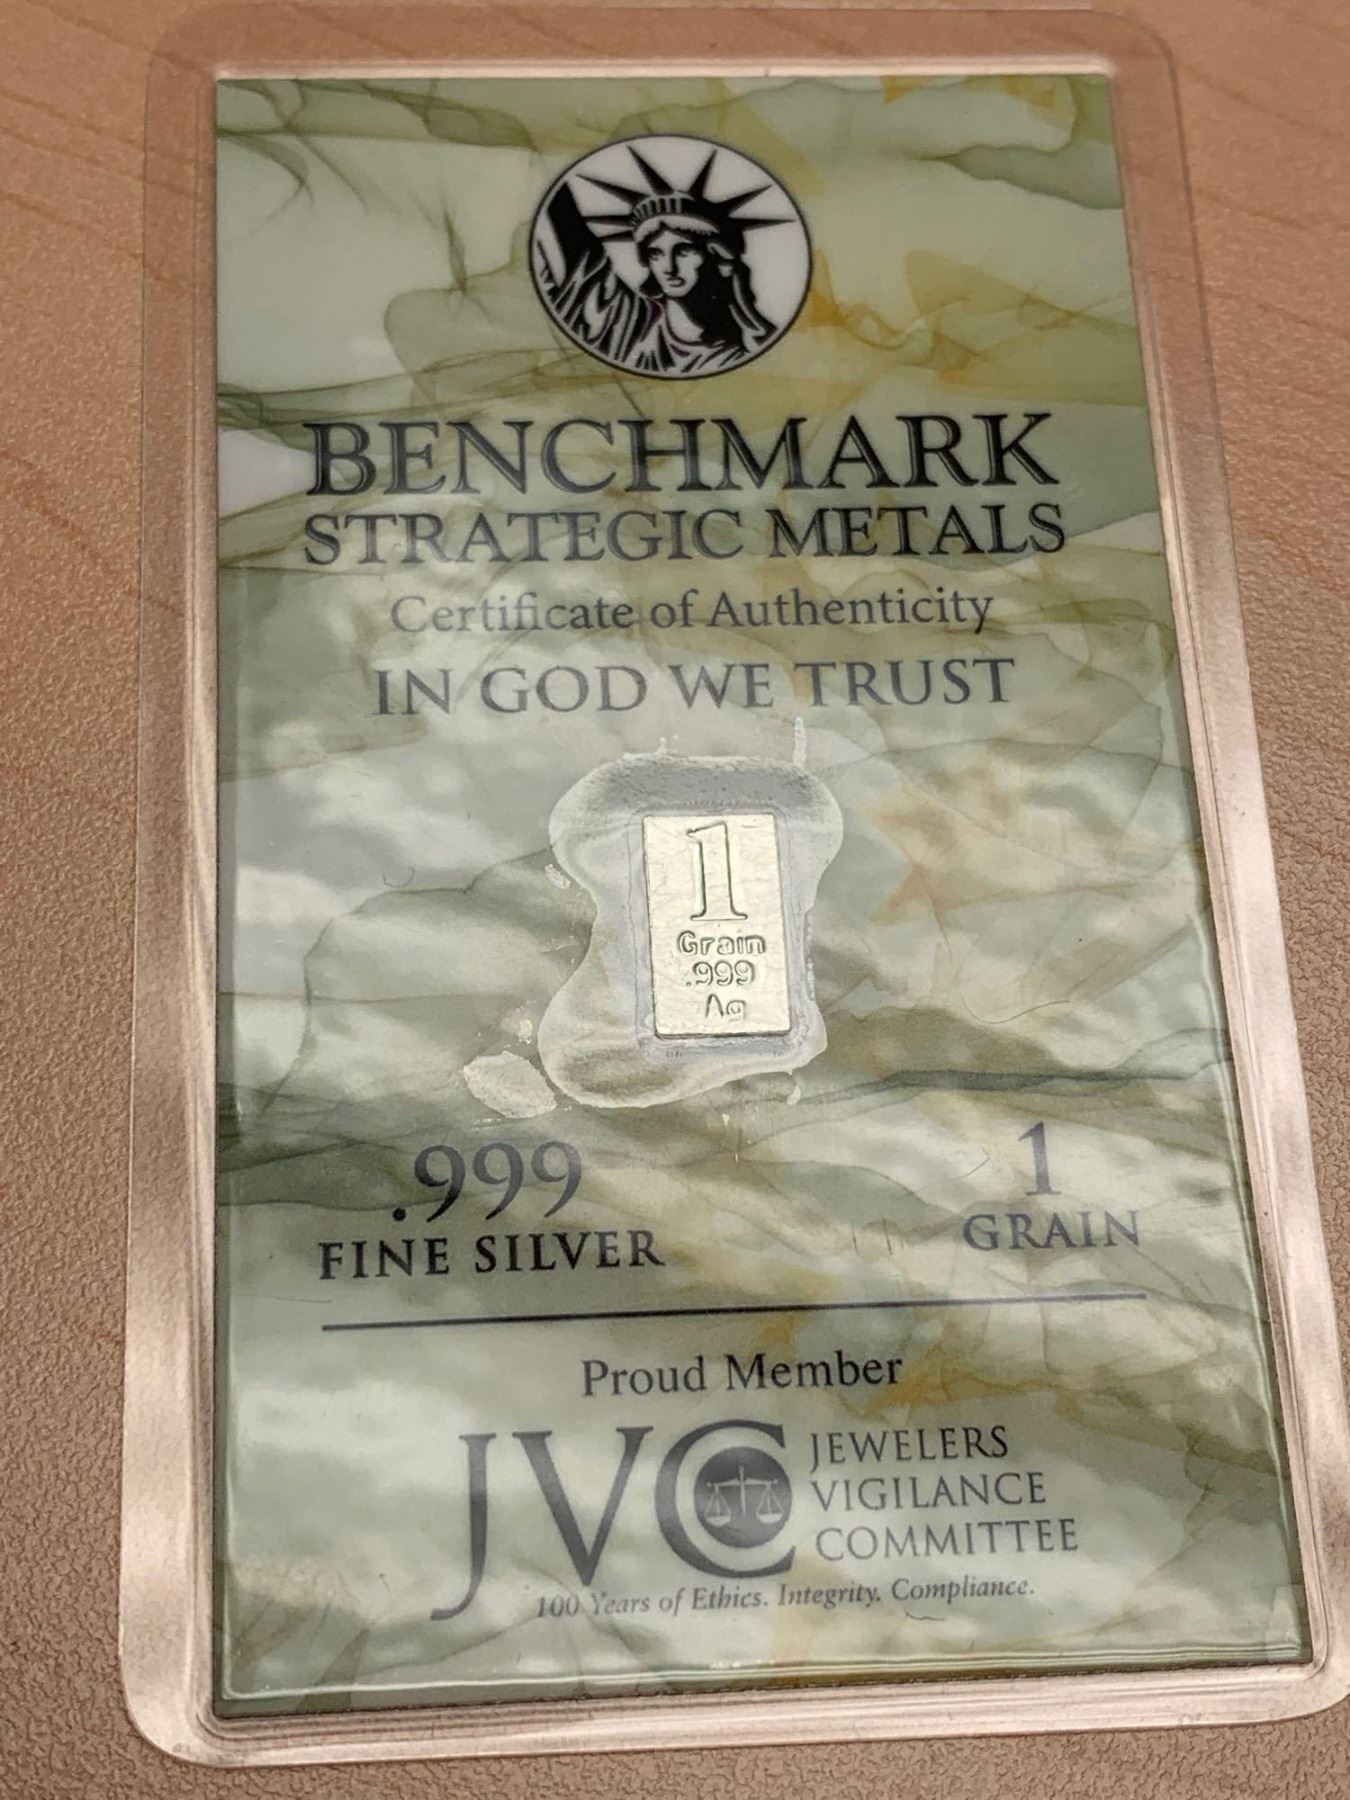 BENCHMARK
STRATEGIC METALS
Certificate of Authenticity
IN GOD WE TRUST
1
Grain
.999
Ag
.999
FINE SILVER
1
GRAIN
Proud Member
JVC
JEWELERS
VIGILANCE
COMMITTEE
100 Years of Ethics. Integrity. Compliance.